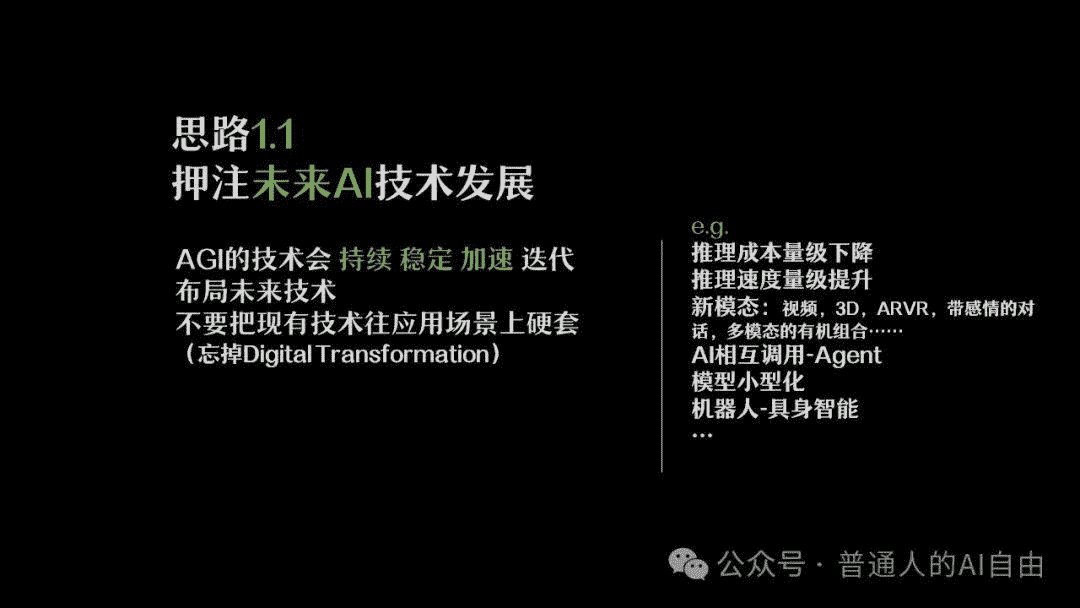 思路1.1
押注未来AI技术发展
AGI的技术会 持续 稳定 加速 迭代
布局未来技术
不要把现有技术往应用场景上硬套
（忘掉Digital Transformation）
e.g.
推理成本量级下降
推理速度量级提升
新模态：视频，3D，ARVR，带感情的对
话，多模态的有机组合……
AI相互调用-Agent
模型小型化
机器人-具身智能
…
公众号·普通人的AI自由